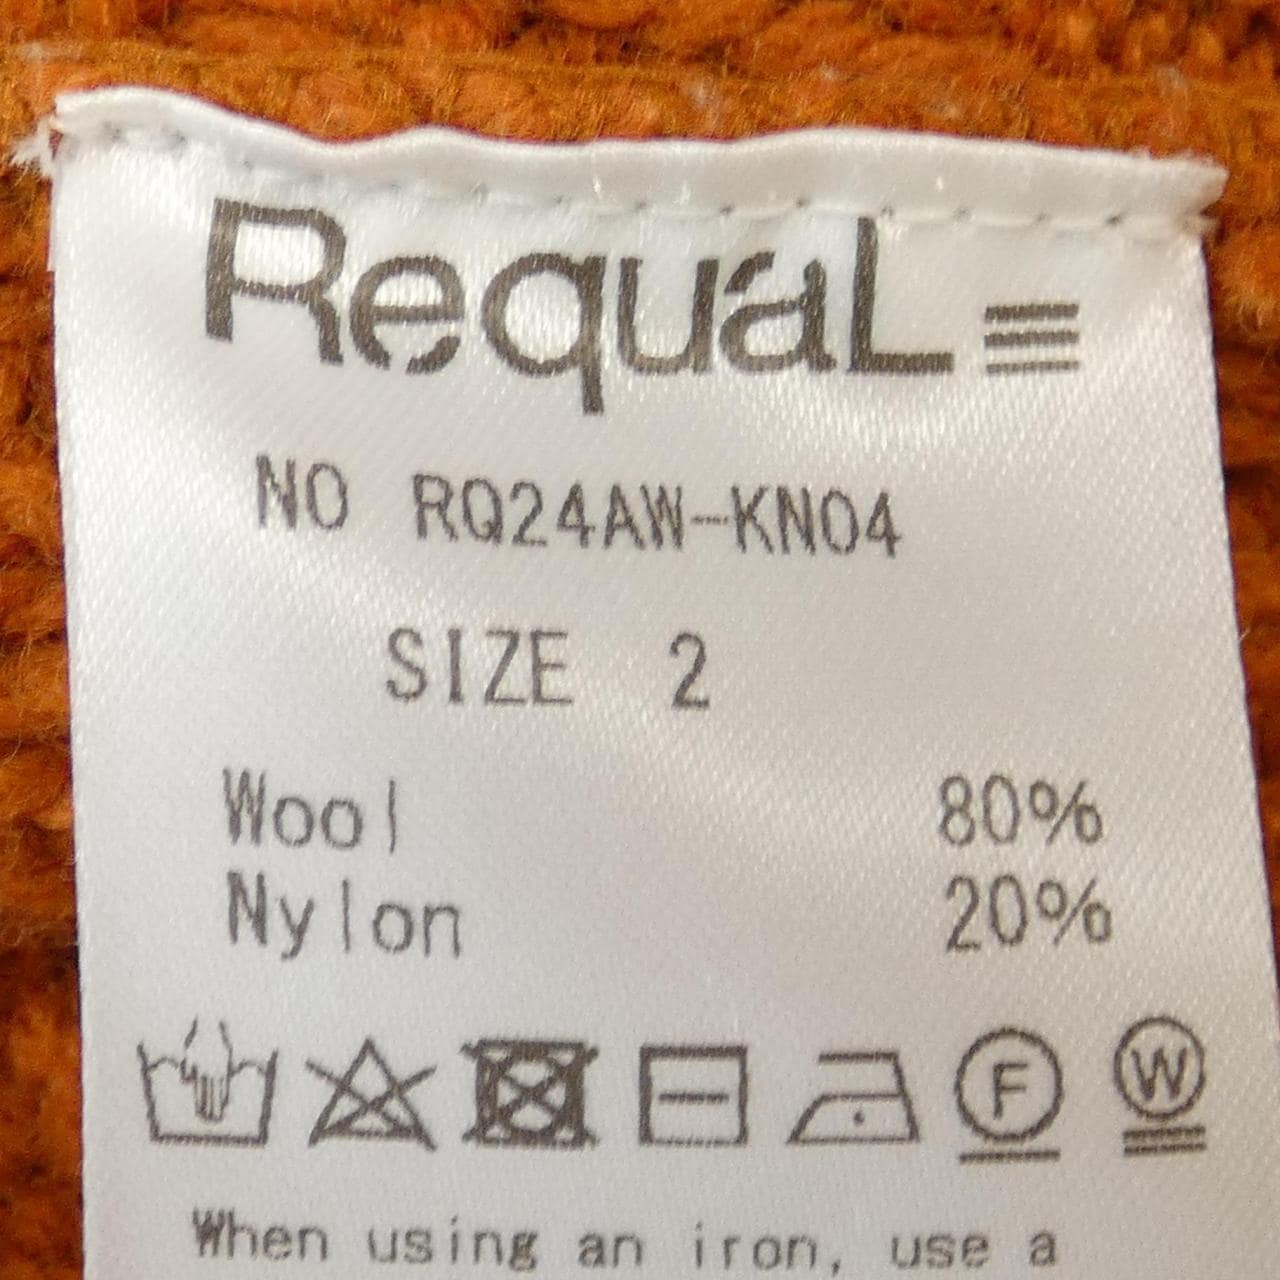 RequaL≡
NO RQ24AW-KN04
SIZE 2
Wool 80%
Nylon 20%
F W
When using an iron, use a